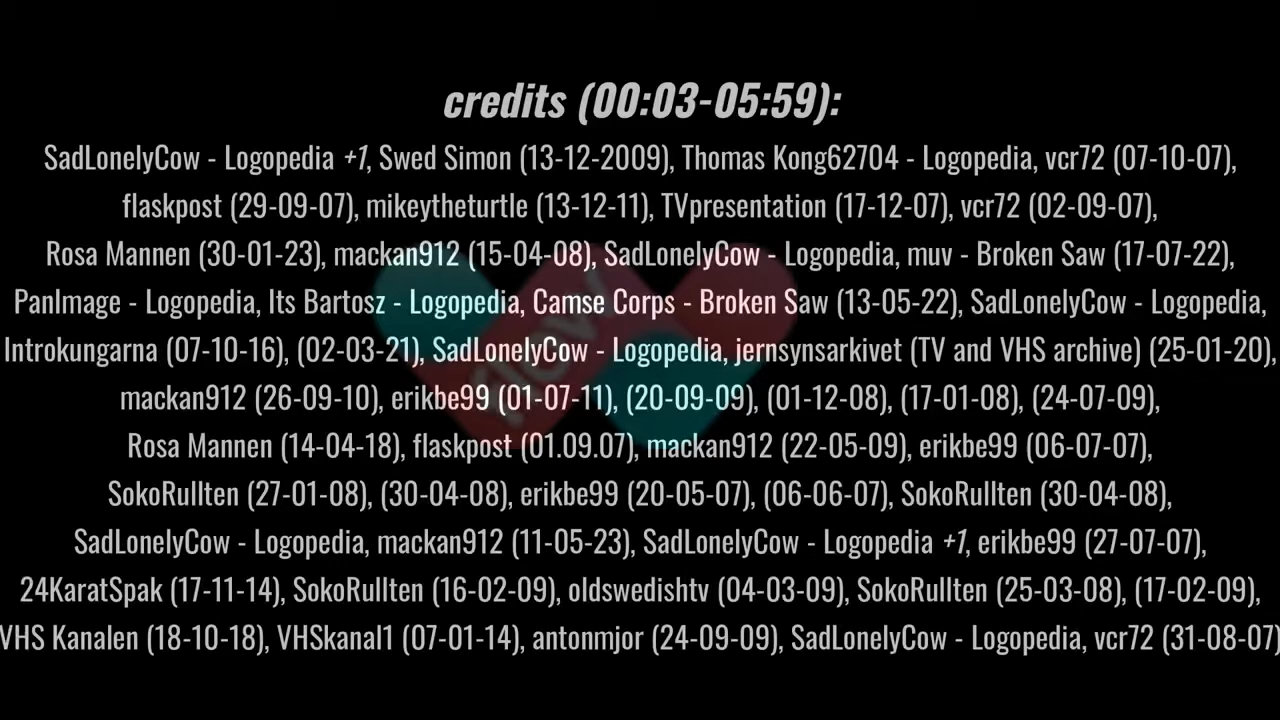 credits (00:03-05:59):
SadLonelyCow - Logopedia +1, Swed Simon (13-12-2009), Thomas Kong62704 - Logopedia, vcr72 (07-10-07),
flaskpost (29-09-07), mikeytheturtle (13-12-11), TVpresentation (17-12-07), vcr72 (02-09-07),
Rosa Mannen (30-01-23), mackan912 (15-04-08), SadLonelyCow - Logopedia, muv - Broken Saw (17-07-22),
PanImage - Logopedia, Its Bartosz - Logopedia, Camse Corps - Broken Saw (13-05-22), SadLonelyCow - Logopedia,
Introkungarna (07-10-16), (02-03-21), SadLonelyCow - Logopedia, jernsynsarkivet (TV and VHS archive) (25-01-20),
mackan912 (26-09-10), erikbe99 (01-07-11), (20-09-09), (01-12-08), (17-01-08), (24-07-09),
Rosa Mannen (14-04-18), flaskpost (01.09.07), mackan912 (22-05-09), erikbe99 (06-07-07),
SokoRullten (27-01-08), (30-04-08), erikbe99 (20-05-07), (06-06-07), SokoRullten (30-04-08),
SadLonelyCow - Logopedia, mackan912 (11-05-23), SadLonelyCow - Logopedia +1, erikbe99 (27-07-07),
24KaratSpak (17-11-14), SokoRullten (16-02-09), oldswedishtv (04-03-09), SokoRullten (25-03-08), (17-02-09),
VHS Kanalen (18-10-18), VHSkanal1 (07-01-14), antonmjor (24-09-09), SadLonelyCow - Logopedia, vcr72 (31-08-07)